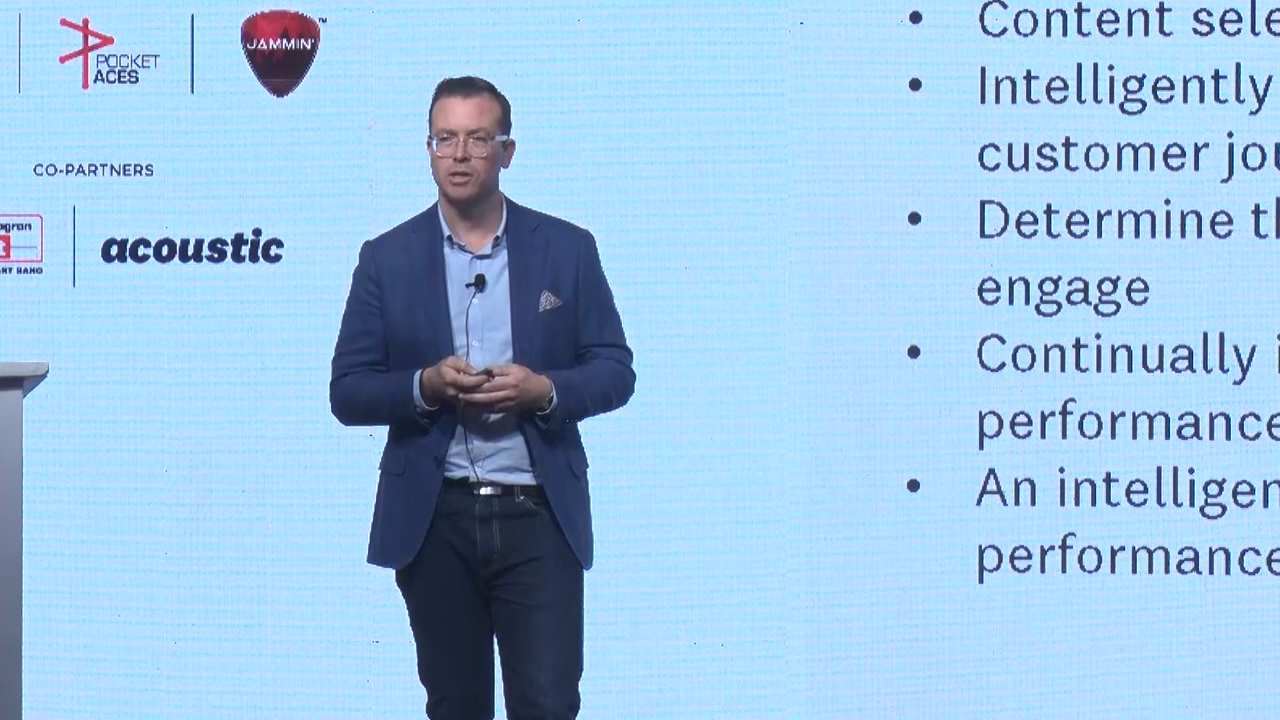 POCKET
ACES
JAMMIN'
TM
CO-PARTNERS
acoustic
Content sele
Intelligently
customer jou
Determine th
engage
Continually i
performance
An intelligen
performance